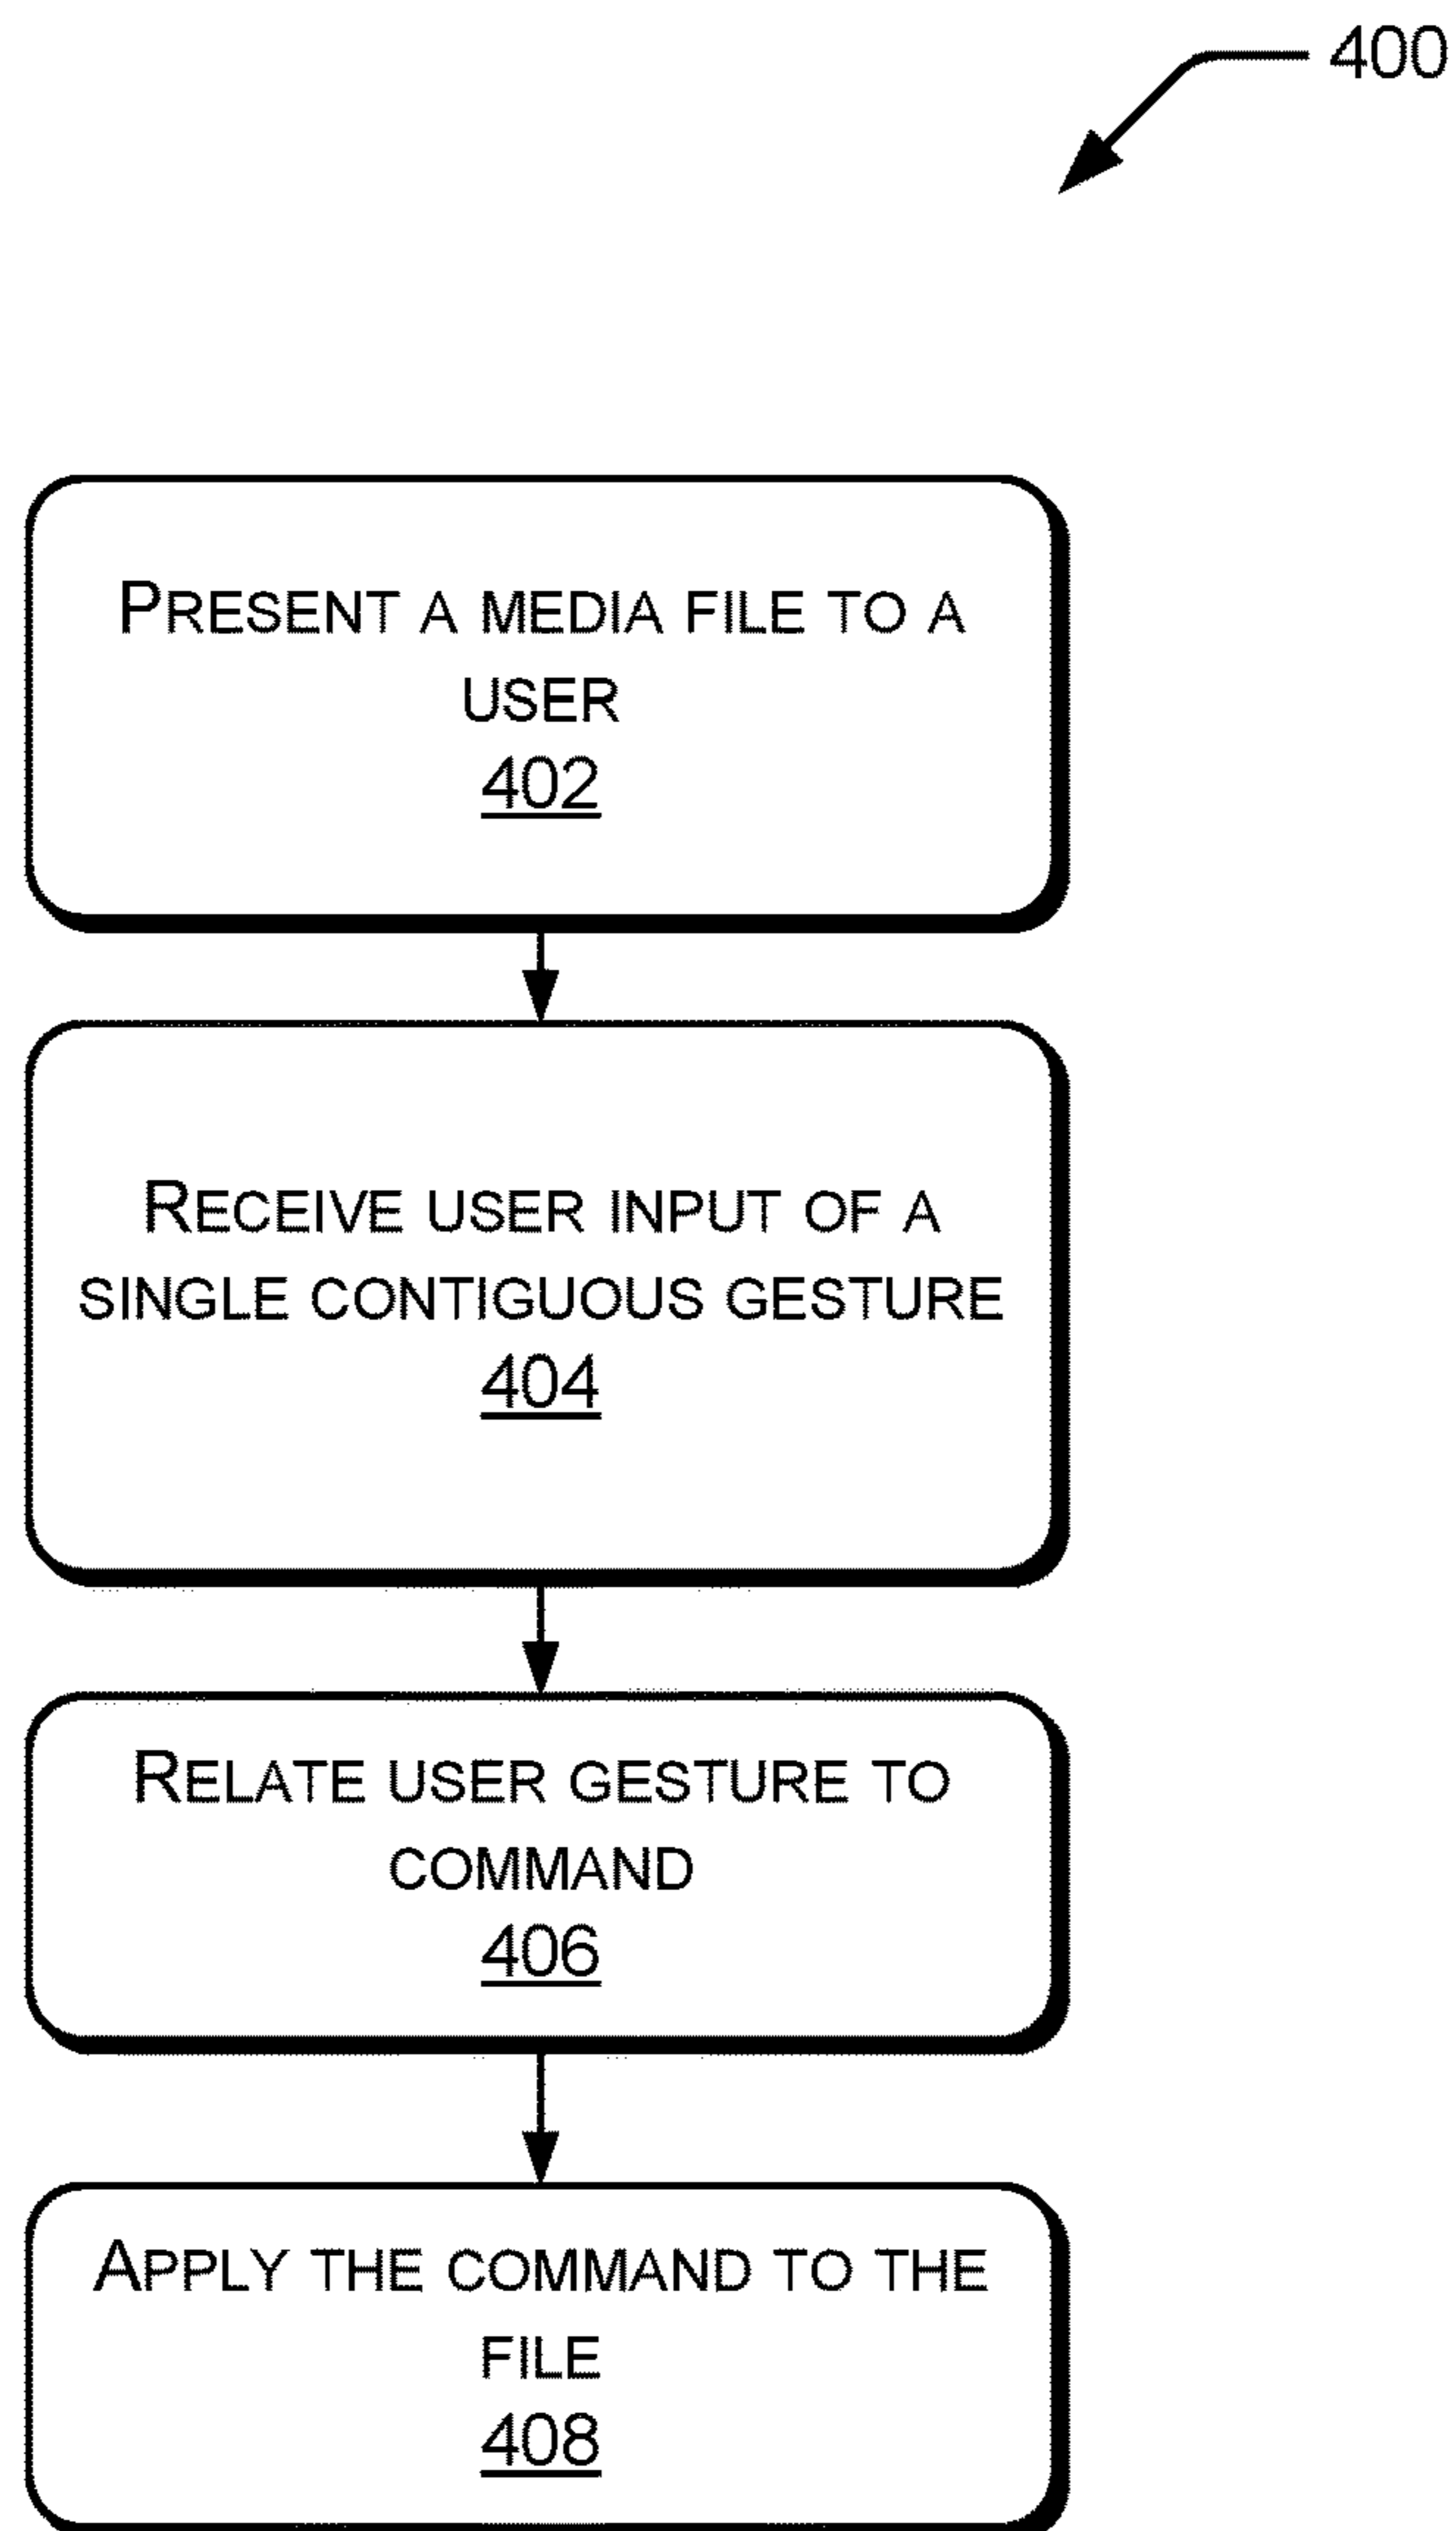 400
PRESENT A MEDIA FILE TO A
USER
402
RECEIVE USER INPUT OF A
SINGLE CONTIGUOUS GESTURE
404
RELATE USER GESTURE TO
COMMAND
406
APPLY THE COMMAND TO THE
FILE
408